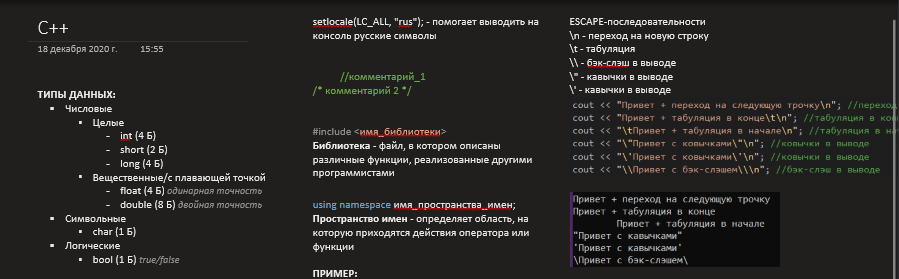 C++
18 декабря 2020 г. 15:55
ТИПЫ ДАННЫХ:
Числовые
Целые
int (4 Б)
short (2 Б)
long (4 Б)
Вещественные/с плавающей точкой
float (4 Б) одинарная точность
double (8 Б) двойная точность
Символьные
char (1 Б)
Логические
bool (1 Б) true/false
setlocale(LC_ALL, "rus"); - помогает выводить на
консоль русские символы
//комментарий_1
/* комментарий 2 */
#include <имя_библиотеки>
Библиотека - файл, в котором описаны
различные функции, реализованные другими
программистами
using namespace имя_пространства_имен;
Пространство имен - определяет область, на
которую приходятся действия оператора или
функции
ПРИМЕР:
ESCAPE-последовательности
\n - переход на новую строку
\t - табуляция
\\ - бэк-слэш в выводе
\" - кавычки в выводе
\' - кавычки в выводе
cout << "Привет + переход на следующую трочку\n"; //переход
cout << "Привет + табуляция в конце\t\n"; //табуляция в кон
cout << "\tПривет + табуляция в начале\n"; //табуляция в на
cout << "\"Привет с ковычками\"\n"; //ковычки в выводе
cout << "\'Привет с ковычками\'\n"; //ковычки в выводе
cout << "\\Привет с бэк-слэшем\\\n"; //бэк-слэш в выводе
Привет + переход на следующую трочку
Привет + табуляция в конце
Привет + табуляция в начале
"Привет с кавычками"
'Привет с кавычками'
\Привет с бэк-слэшем\